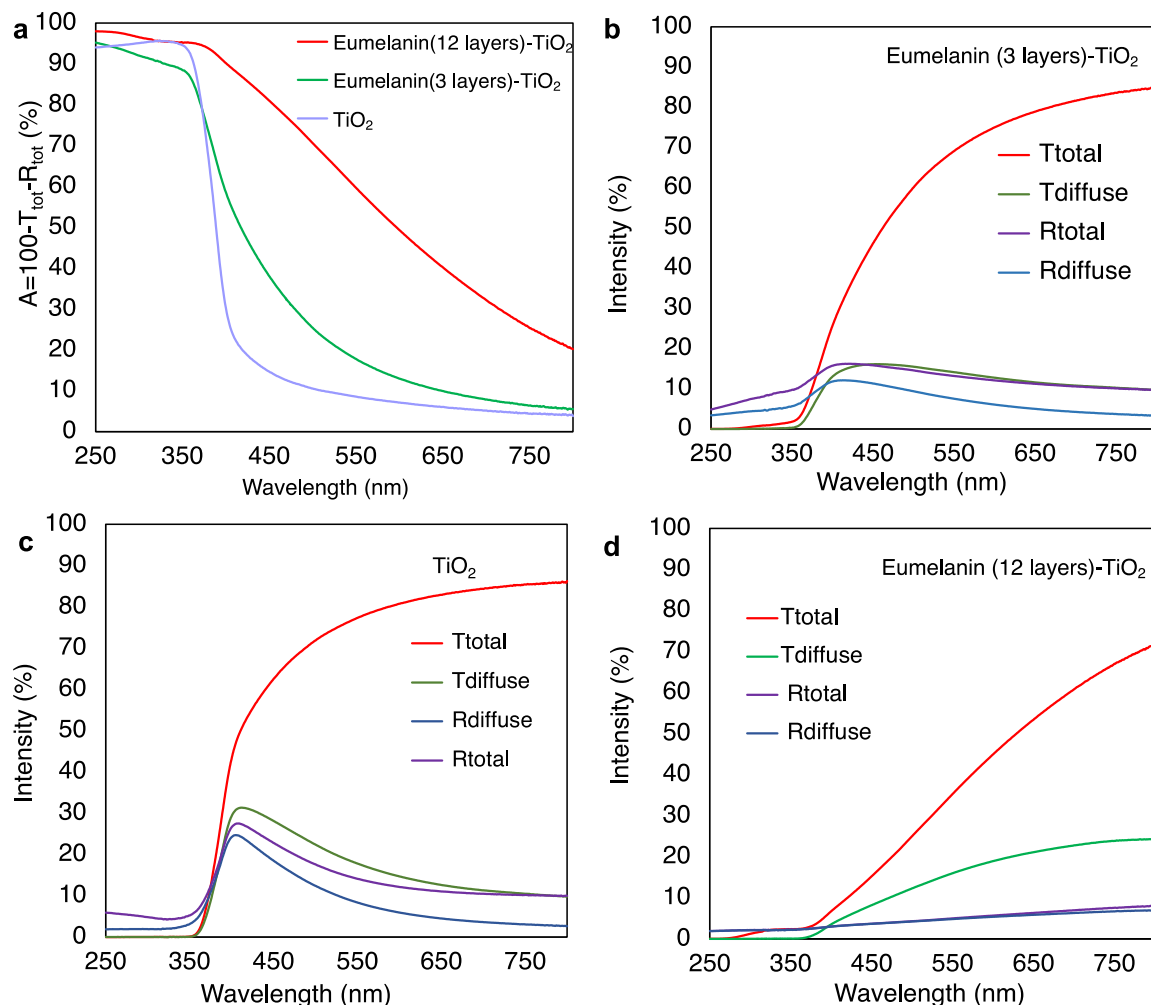 a
A=100-T_tot-R_tot (%)
100
90
80
70
60
50
40
30
20
10
0
250 350 450 550 650 750
Wavelength (nm)
Eumelanin(12 layers)-TiO₂
Eumelanin(3 layers)-TiO₂
TiO₂
b
Eumelanin (3 layers)-TiO₂
Intensity (%)
100
90
80
70
60
50
40
30
20
10
0
250 350 450 550 650 750
Wavelength (nm)
Ttotal
Tdiffuse
Rtotal
Rdiffuse
c
TiO₂
Intensity (%)
100
90
80
70
60
50
40
30
20
10
0
250 350 450 550 650 750
Wavelength (nm)
Ttotal
Tdiffuse
Rdiffuse
Rtotal
d
Eumelanin (12 layers)-TiO₂
Intensity (%)
100
90
80
70
60
50
40
30
20
10
0
250 350 450 550 650 750
Wavelength (nm)
Ttotal
Tdiffuse
Rtotal
Rdiffuse